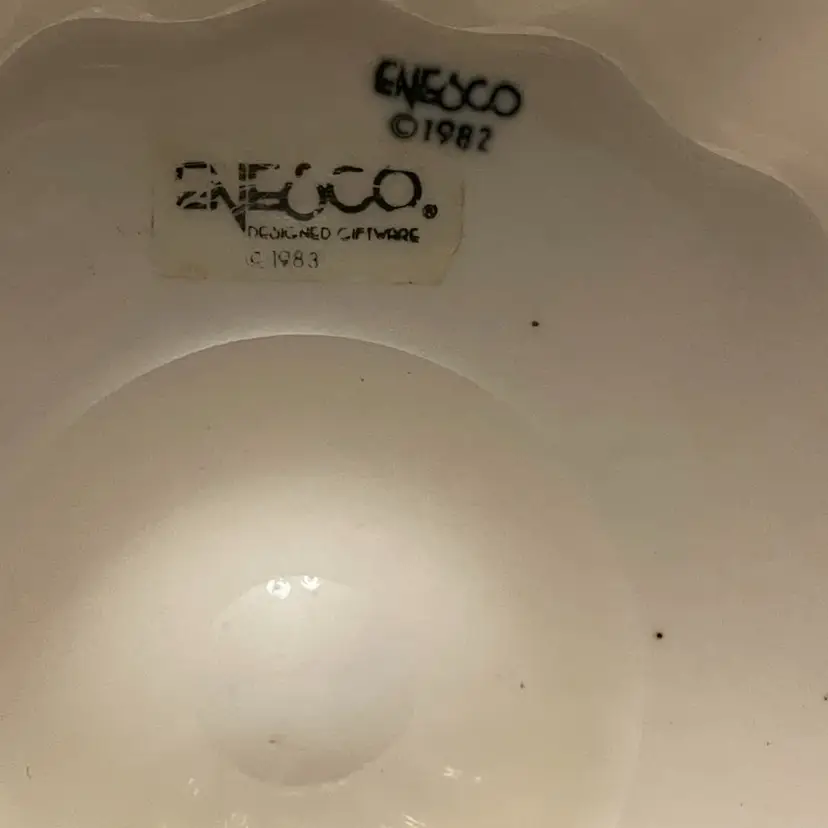 ENESCO
©1982
ENESCO®
DESIGNED GIFTWARE
© 1983